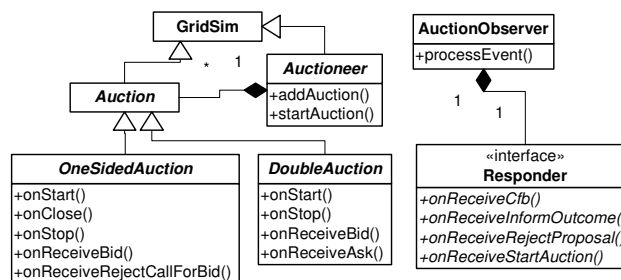 GridSim
AuctionObserver
+processEvent()
*
1
Auctioneer
+addAuction()
+startAuction()
Auction
1
1
OneSidedAuction
+onStart()
+onClose()
+onStop()
+onReceiveBid()
+onReceiveRejectCallForBid()
DoubleAuction
+onStart()
+onStop()
+onReceiveBid()
+onReceiveAsk()
«interface»
Responder
+onReceiveCfb()
+onReceiveInformOutcome()
+onReceiveRejectProposal()
+onReceiveStartAuction()